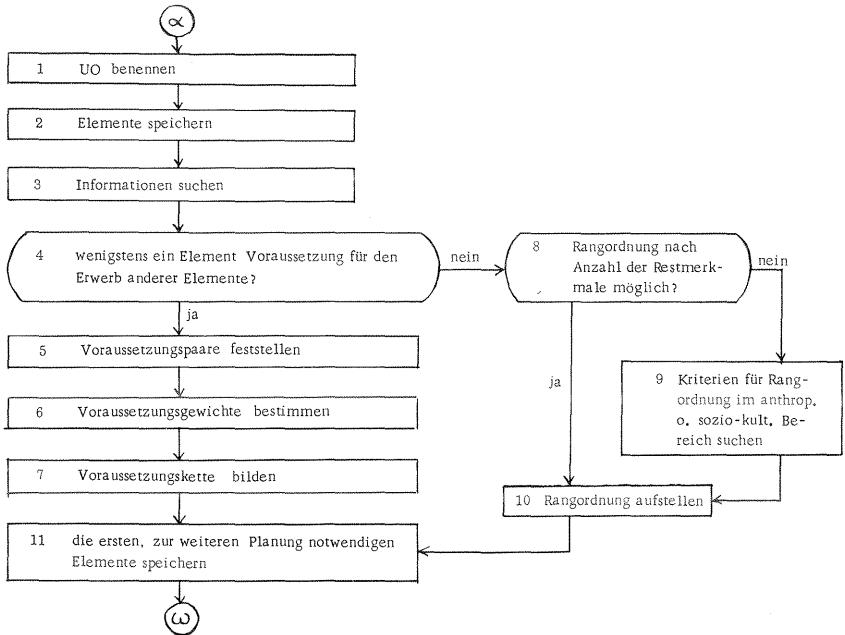 α
1 UO benennen
2 Elemente speichern
3 Informationen suchen
4 wenigstens ein Element Voraussetzung für den
Erwerb anderer Elemente?
nein
8 Rangordnung nach
Anzahl der Restmerk-
male möglich?
nein
ja
5 Voraussetzungspaare feststellen
ja
9 Kriterien für Rang-
ordnung im anthrop.
o. sozio-kult. Be-
reich suchen
6 Voraussetzungsgewichte bestimmen
7 Voraussetzungskette bilden
10 Rangordnung aufstellen
11 die ersten, zur weiteren Planung notwendigen
Elemente speichern
ω